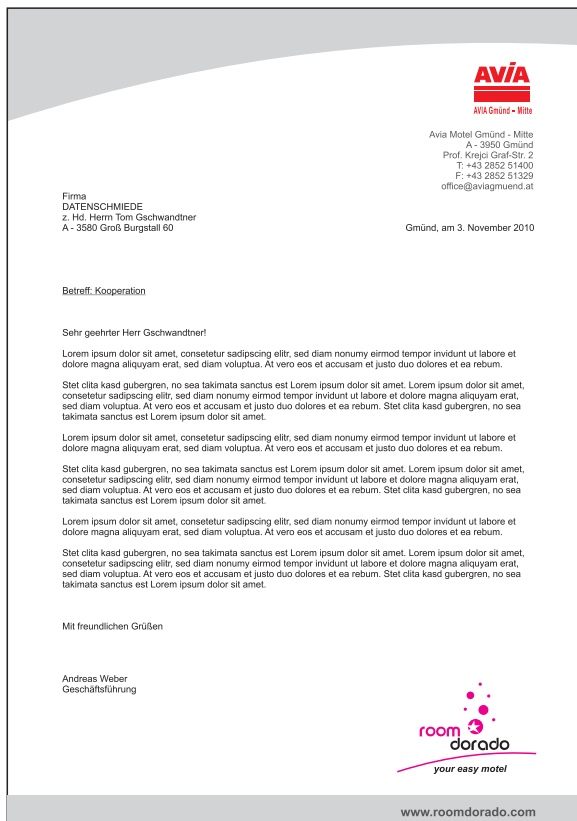 AVIA
AVIA Gmünd - Mitte
Avia Motel Gmünd - Mitte
A - 3950 Gmünd
Prof. Krejci Graf-Str. 2
T: +43 2852 51400
F: +43 2852 51329
office@aviagmuend.at
Firma
DATENSCHMIEDE
z. Hd. Herrn Tom Gschwandtner
A - 3580 Groß Burgstall 60
Gmünd, am 3. November 2010
Betreff: Kooperation
Sehr geehrter Herr Gschwandtner!
Lorem ipsum dolor sit amet, consetetur sadipscing elitr, sed diam nonumy eirmod tempor invidunt ut labore et
dolore magna aliquyam erat, sed diam voluptua. At vero eos et accusam et justo duo dolores et ea rebum.
Stet clita kasd gubergren, no sea takimata sanctus est Lorem ipsum dolor sit amet. Lorem ipsum dolor sit amet,
consetetur sadipscing elitr, sed diam nonumy eirmod tempor invidunt ut labore et dolore magna aliquyam erat,
sed diam voluptua. At vero eos et accusam et justo duo dolores et ea rebum. Stet clita kasd gubergren, no sea
takimata sanctus est Lorem ipsum dolor sit amet.
Lorem ipsum dolor sit amet, consetetur sadipscing elitr, sed diam nonumy eirmod tempor invidunt ut labore et
dolore magna aliquyam erat, sed diam voluptua. At vero eos et accusam et justo duo dolores et ea rebum.
Stet clita kasd gubergren, no sea takimata sanctus est Lorem ipsum dolor sit amet. Lorem ipsum dolor sit amet,
consetetur sadipscing elitr, sed diam nonumy eirmod tempor invidunt ut labore et dolore magna aliquyam erat,
sed diam voluptua. At vero eos et accusam et justo duo dolores et ea rebum. Stet clita kasd gubergren, no sea
takimata sanctus est Lorem ipsum dolor sit amet.
Lorem ipsum dolor sit amet, consetetur sadipscing elitr, sed diam nonumy eirmod tempor invidunt ut labore et
dolore magna aliquyam erat, sed diam voluptua. At vero eos et accusam et justo duo dolores et ea rebum.
Stet clita kasd gubergren, no sea takimata sanctus est Lorem ipsum dolor sit amet. Lorem ipsum dolor sit amet,
consetetur sadipscing elitr, sed diam nonumy eirmod tempor invidunt ut labore et dolore magna aliquyam erat,
sed diam voluptua. At vero eos et accusam et justo duo dolores et ea rebum. Stet clita kasd gubergren, no sea
takimata sanctus est Lorem ipsum dolor sit amet.
Mit freundlichen Grüßen
Andreas Weber
Geschäftsführung
room
dorado
your easy motel
www.roomdorado.com